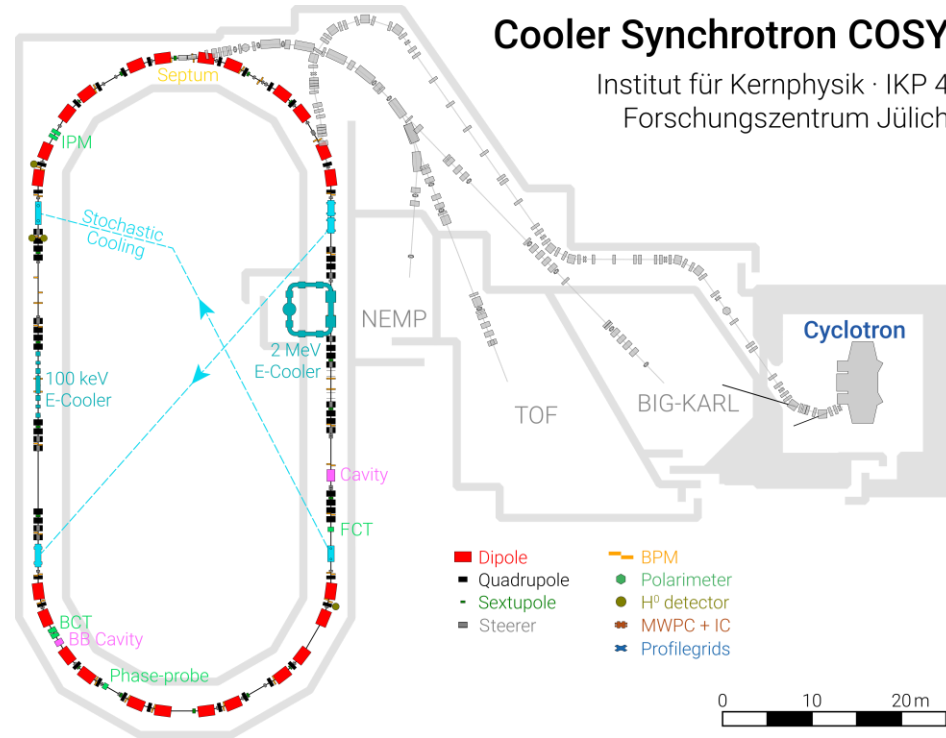 Cooler Synchrotron COSY
Institut für Kernphysik · IKP 4
Forschungszentrum Jülich
Septum
IPM
Stochastic
Cooling
NEMP
2 MeV
E-Cooler
100 keV
E-Cooler
Cyclotron
TOF
BIG-KARL
Cavity
FCT
BCT
BB Cavity
Phase-probe
Dipole
Quadrupole
Sextupole
Steerer
BPM
Polarimeter
H⁰ detector
MWPC + IC
Profilegrids
0 10 20 m